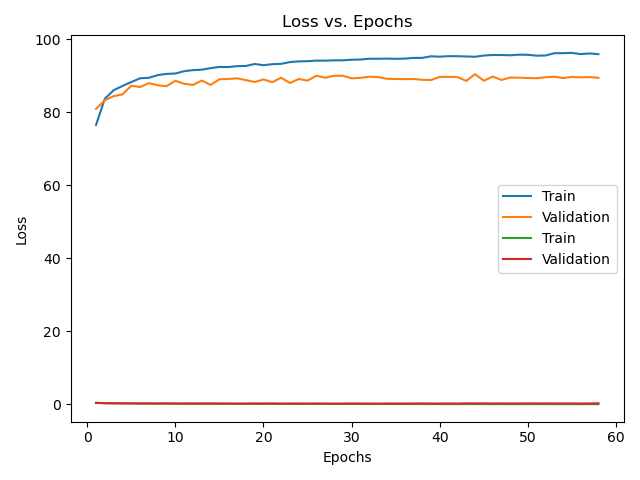 Loss vs. Epochs
100
80
60
40
20
0
Loss
Train
Validation
Train
Validation
0 10 20 30 40 50 60
Epochs